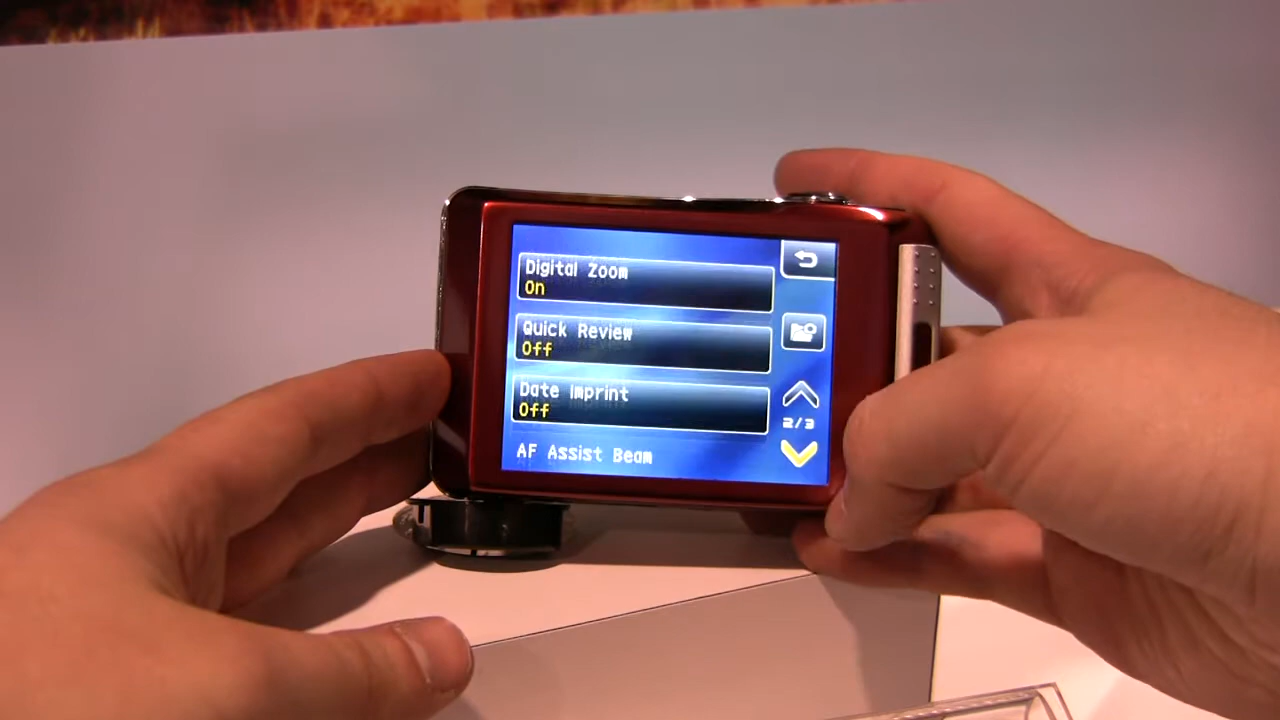 Digital Zoom
On
Quick Review
Off
Date Imprint
Off
2/3
AF Assist Beam